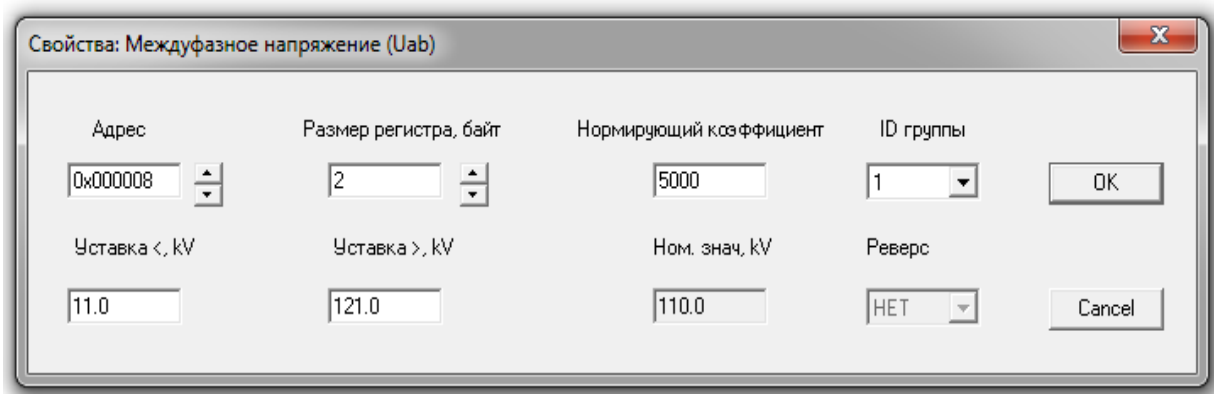 Свойства: Междуфазное напряжение (Uab)
Адрес Размер регистра, байт Нормирующий коэффициент ID группы
0x000008 2 5000 1 OK
Уставка <, kV Уставка >, kV Ном. знач, kV Реверс
11.0 121.0 110.0 НЕТ Cancel